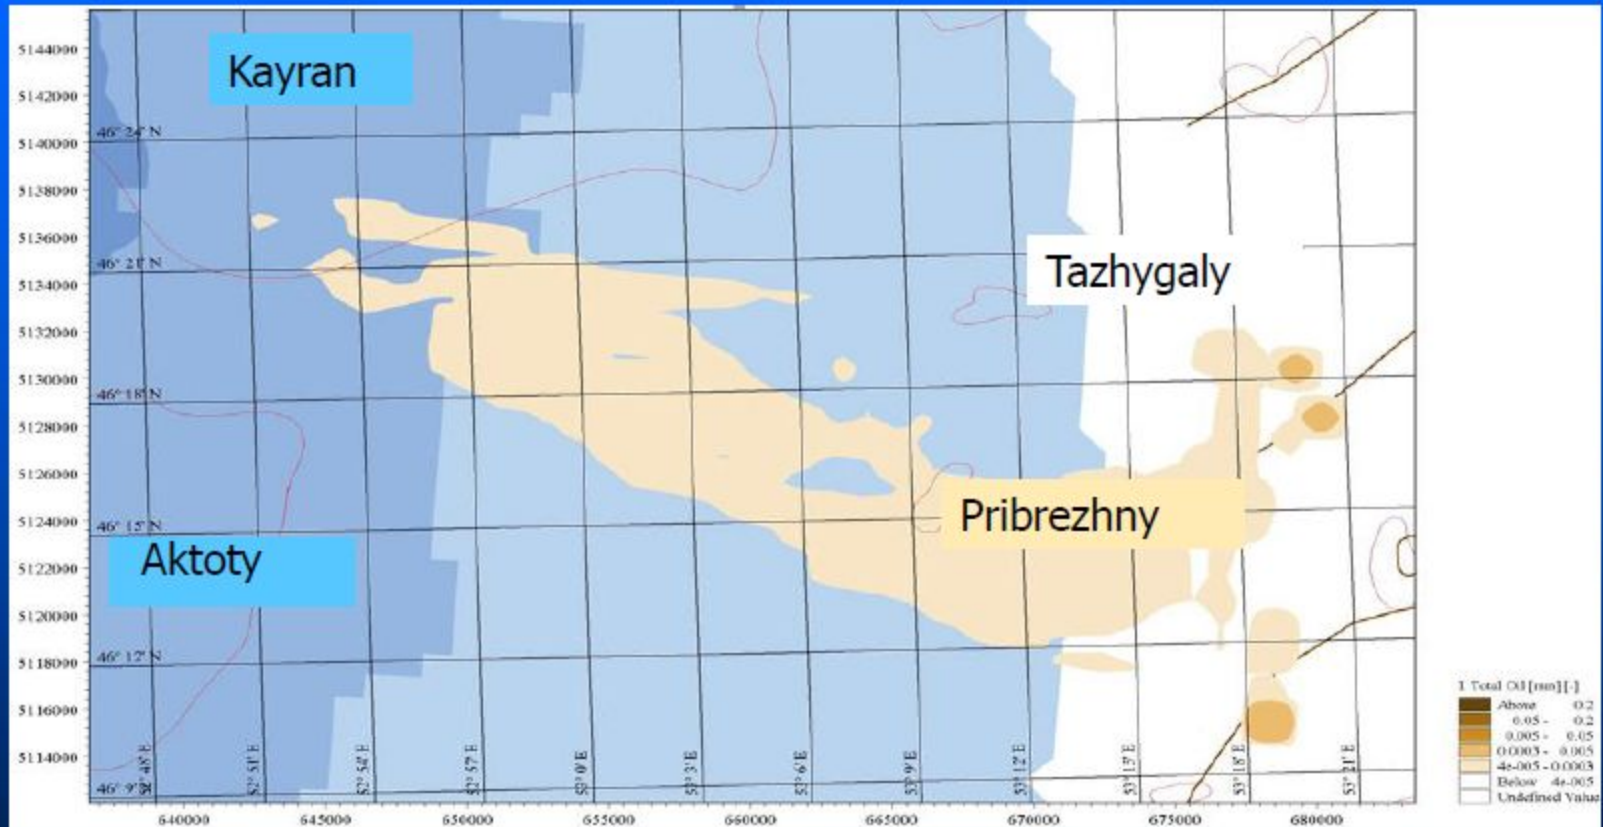 Kayran
Aktoty
Tazhygaly
Pribrezhny
5144000
5142000
5140000
5138000
5136000
5134000
5132000
5130000
5128000
5126000
5124000
5122000
5120000
5118000
5116000
5114000
46° 24' N
46° 21' N
46° 18' N
46° 15' N
46° 12' N
46° 9' N
52° 48' E
52° 51' E
52° 54' E
52° 57' E
53° 0' E
53° 3' E
53° 6' E
53° 9' E
53° 12' E
53° 15' E
53° 18' E
53° 21' E
640000
645000
650000
655000
660000
665000
670000
675000
680000
1 Total Oil [mm] [-]
Above 0.2
0.05 - 0.2
0.005 - 0.05
0.0003 - 0.005
4e-005 - 0.0003
Below 4e-005
Undefined Value